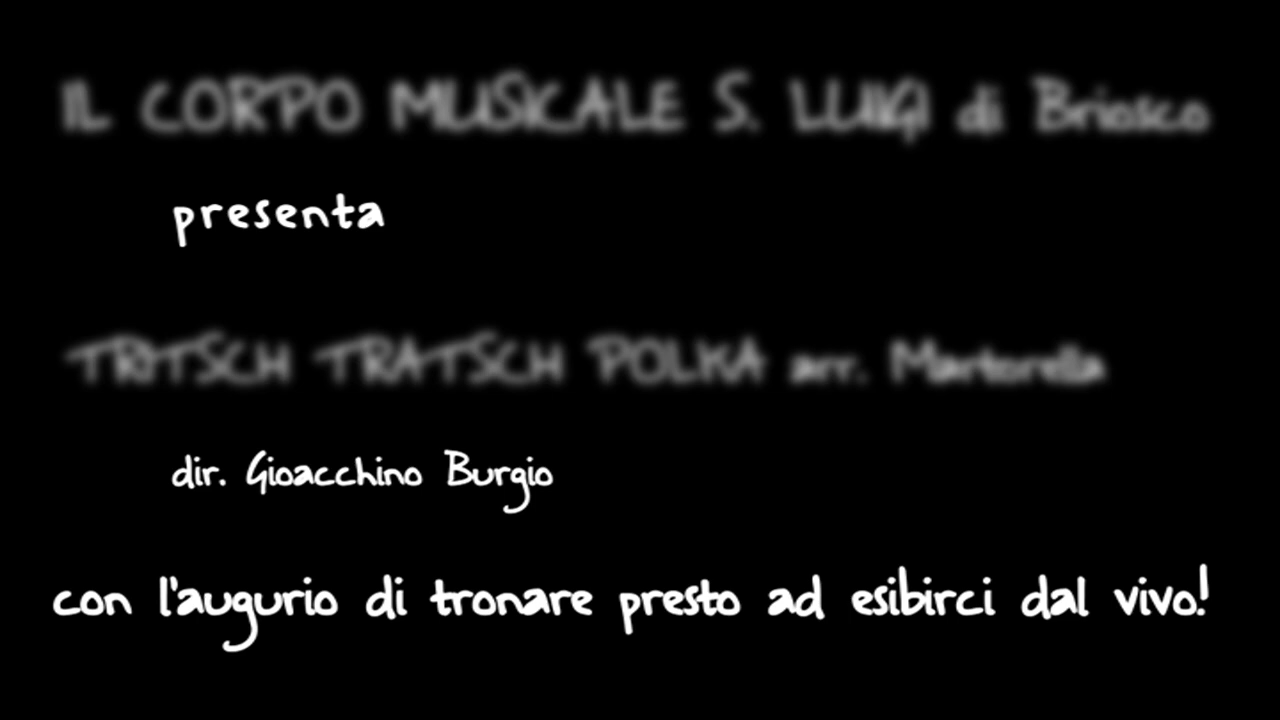 IL CORPO MUSICALE S. LUIGI di Briosco
presenta
TRITSCH TRATSCH POLKA arr. Martorella
dir. Gioacchino Burgio
con l'augurio di tronare presto ad esibirci dal vivo!